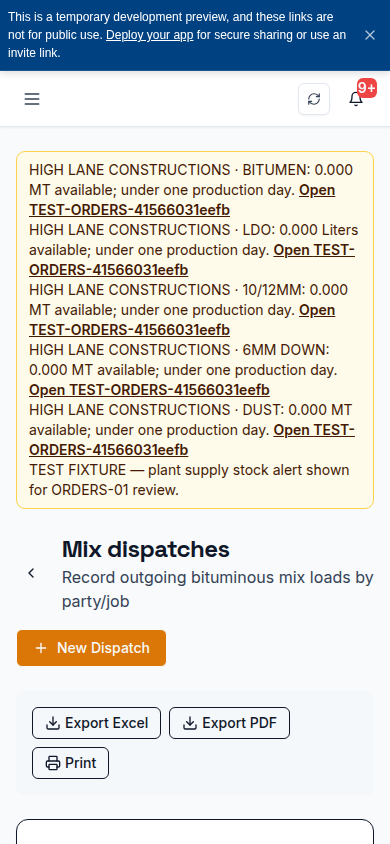 This is a temporary development preview, and these links are
not for public use. Deploy your app for secure sharing or use an
invite link.
9+
HIGH LANE CONSTRUCTIONS · BITUMEN: 0.000
MT available; under one production day. Open
TEST-ORDERS-41566031eefb
HIGH LANE CONSTRUCTIONS · LDO: 0.000 Liters
available; under one production day. Open TEST-
ORDERS-41566031eefb
HIGH LANE CONSTRUCTIONS · 10/12MM: 0.000
MT available; under one production day. Open
TEST-ORDERS-41566031eefb
HIGH LANE CONSTRUCTIONS · 6MM DOWN:
0.000 MT available; under one production day.
Open TEST-ORDERS-41566031eefb
HIGH LANE CONSTRUCTIONS · DUST: 0.000 MT
available; under one production day. Open TEST-
ORDERS-41566031eefb
TEST FIXTURE — plant supply stock alert shown
for ORDERS-01 review.
Mix dispatches
Record outgoing bituminous mix loads by
party/job
New Dispatch
Export Excel
Export PDF
Print